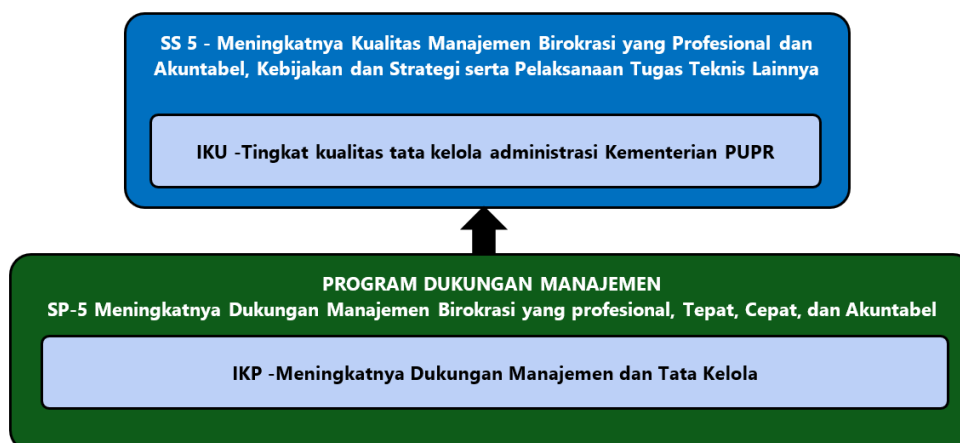 SS 5 - Meningkatnya Kualitas Manajemen Birokrasi yang Profesional dan
Akuntabel, Kebijakan dan Strategi serta Pelaksanaan Tugas Teknis Lainnya
IKU -Tingkat kualitas tata kelola administrasi Kementerian PUPR
PROGRAM DUKUNGAN MANAJEMEN
SP-5 Meningkatnya Dukungan Manajemen Birokrasi yang profesional, Tepat, Cepat, dan Akuntabel
IKP -Meningkatnya Dukungan Manajemen dan Tata Kelola